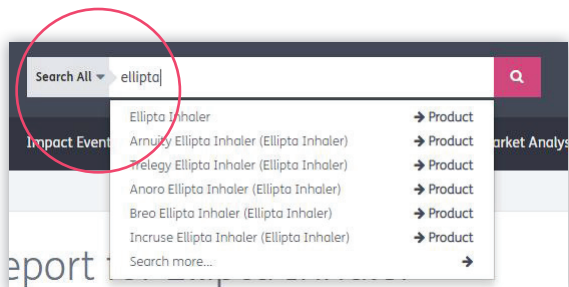 Search All ellipta
Ellipta Inhaler → Product
Arnuity Ellipta Inhaler (Ellipta Inhaler) → Product
Impact Event arket Analys
Trelegy Ellipta Inhaler (Ellipta Inhaler) → Product
Anoro Ellipta Inhaler (Ellipta Inhaler) → Product
Breo Ellipta Inhaler (Ellipta Inhaler) → Product
Incruse Ellipta Inhaler (Ellipta Inhaler) → Product
Search more... →
eport